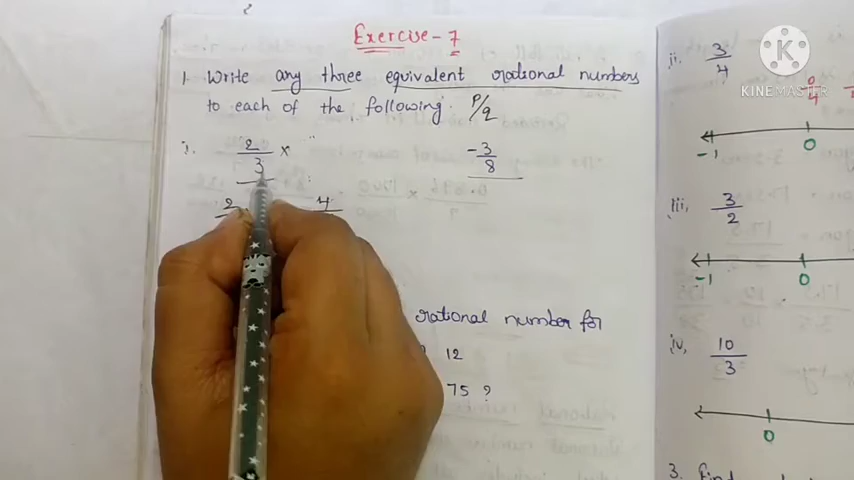 Exercise - 7
1. Write any three equivalent rational numbers
to each of the following. P/q
i. 2/3 ×
-3/8
2 4
rational number for
12
75 ?
ii. 3/4
-1 0
iii. 3/2
-1 0
iv, 10/3
0
3. Find
KINEMASTER